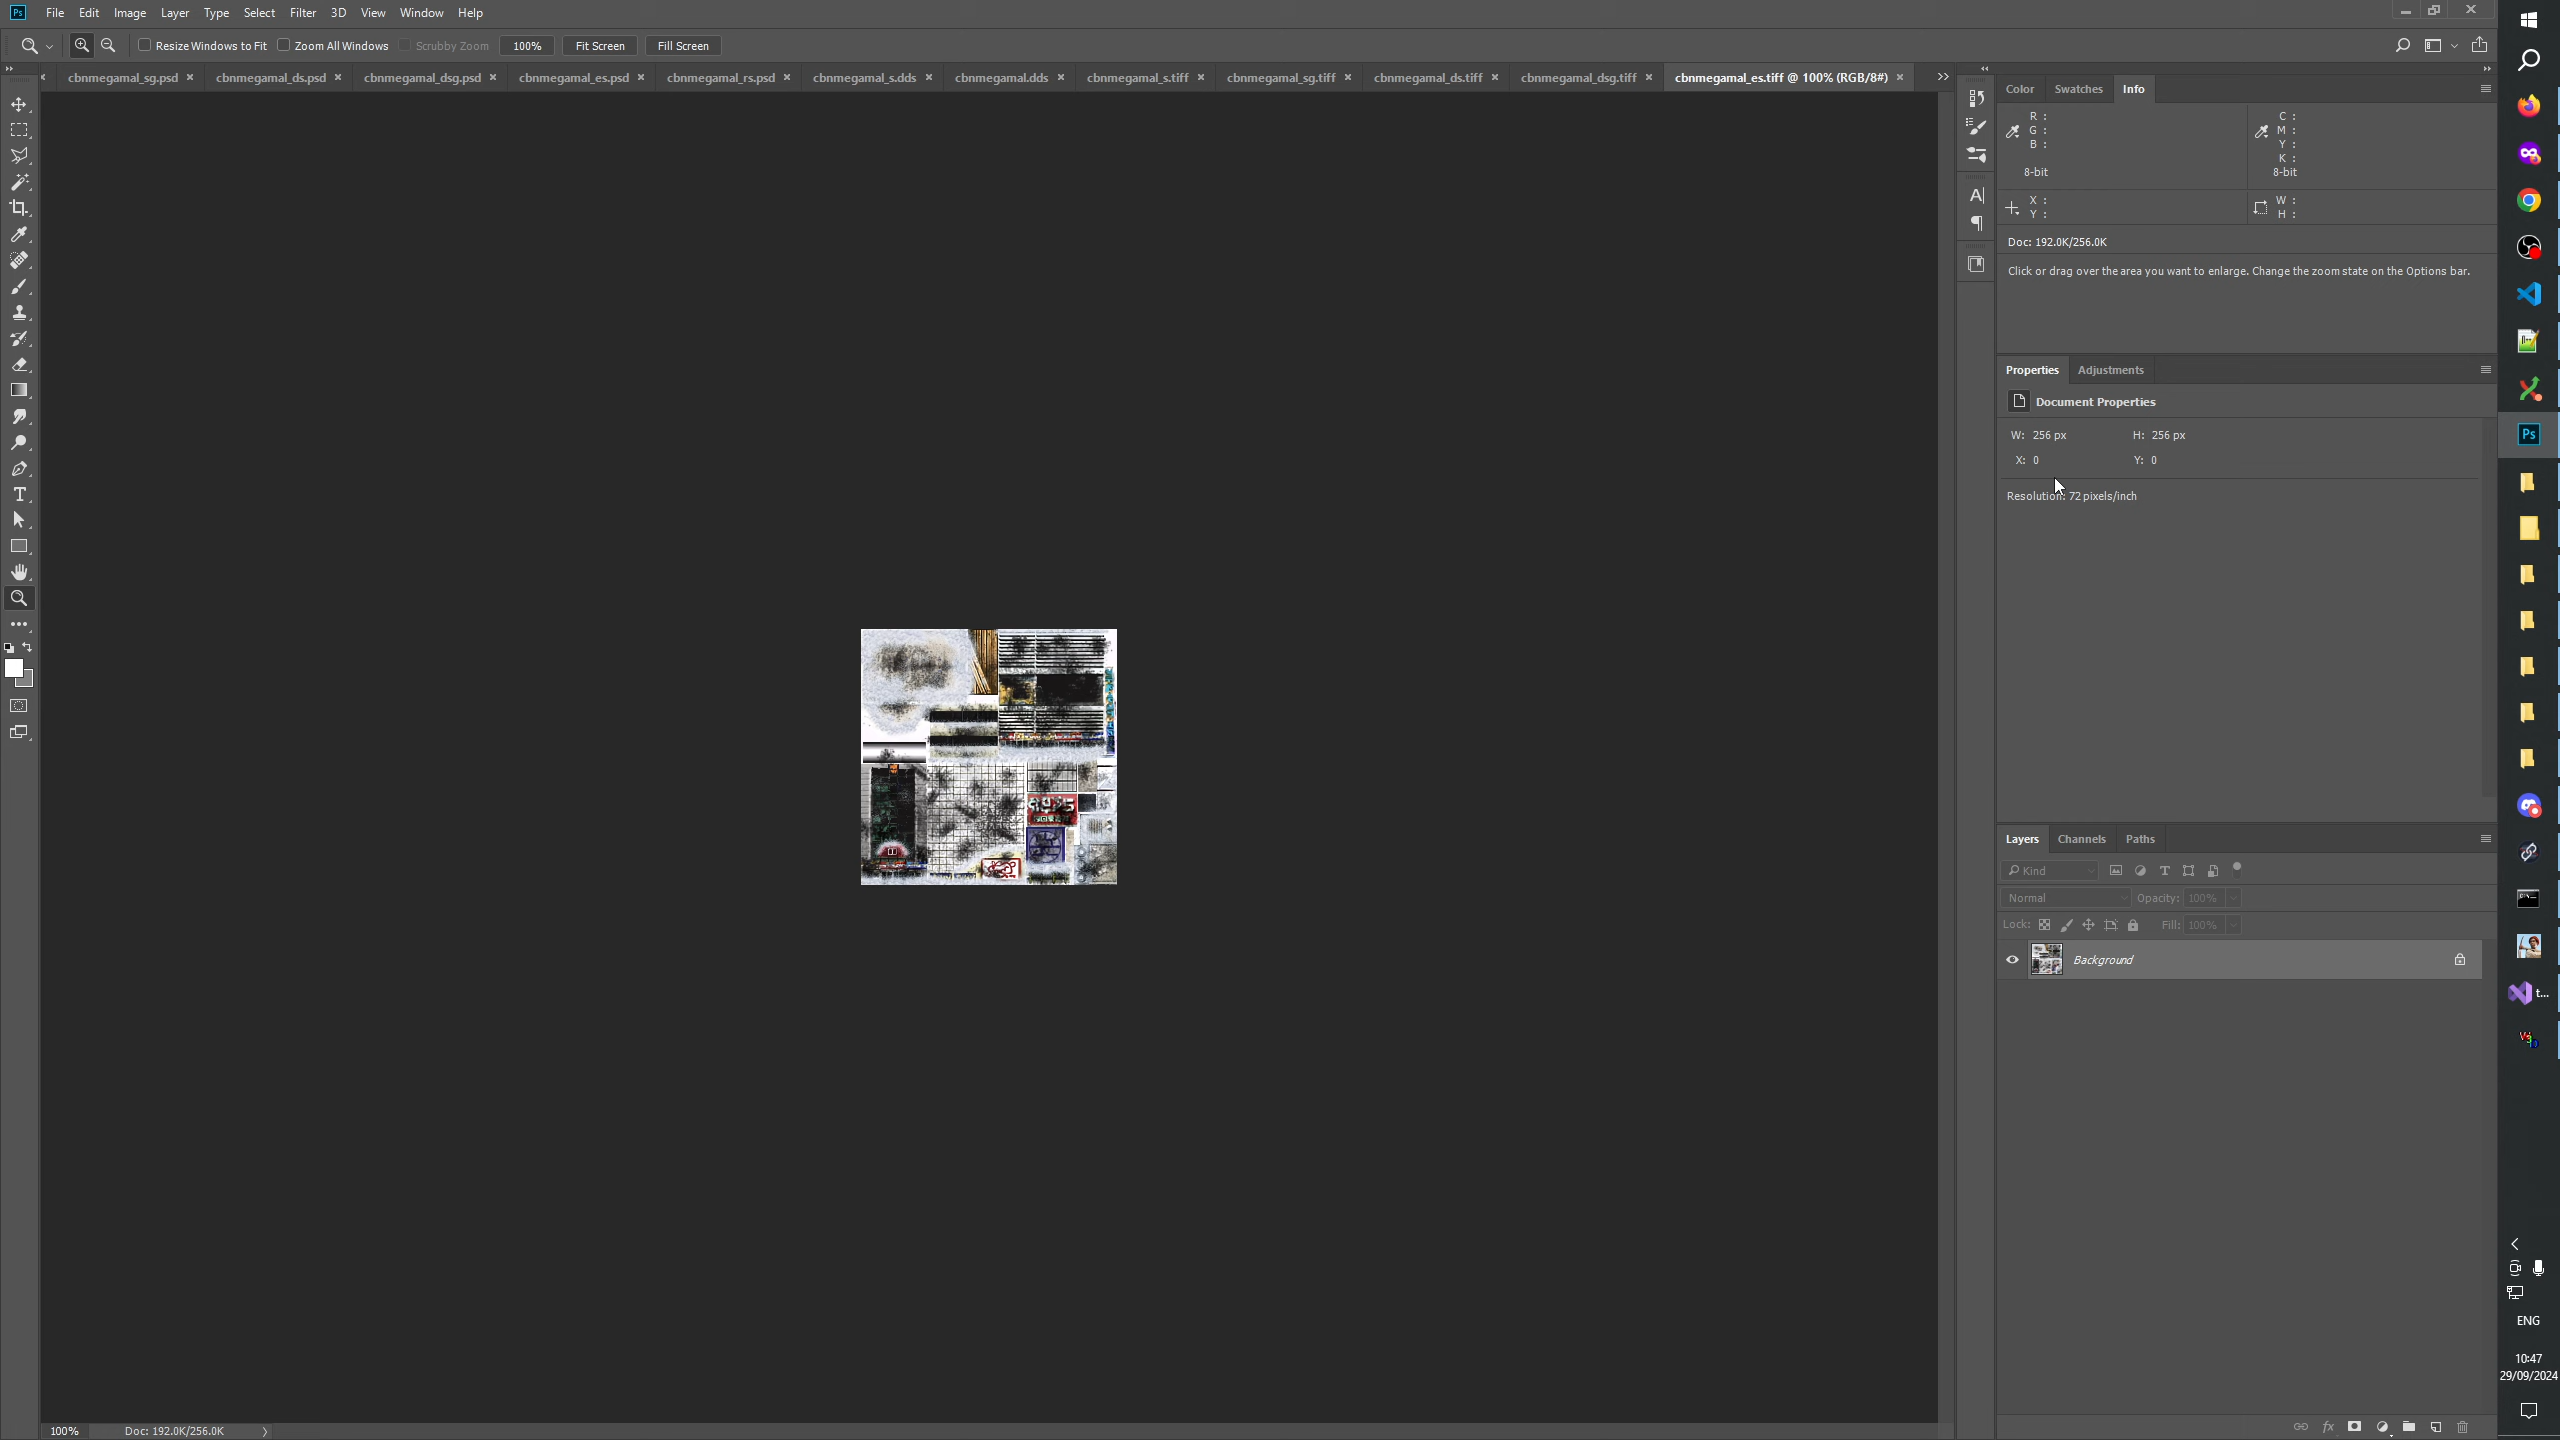 Ps File Edit Image Layer Type Select Filter 3D View Window Help
Resize Windows to Fit Zoom All Windows Scrubby Zoom 100% Fit Screen Fill Screen
cbnmegamal_sg.psd cbnmegamal_ds.psd cbnmegamal_dsg.psd cbnmegamal_es.psd cbnmegamal_rs.psd cbnmegamal_s.dds cbnmegamal.dds cbnmegamal_s.tiff cbnmegamal_sg.tiff cbnmegamal_ds.tiff cbnmegamal_dsg.tiff cbnmegamal_es.tiff @ 100% (RGB/8#)
Color Swatches Info
R : C :
G : M :
B : Y :
K :
8-bit 8-bit
X : W :
Y : H :
Doc: 192.0K/256.0K
Click or drag over the area you want to enlarge. Change the zoom state on the Options bar.
Properties Adjustments
Document Properties
W: 256 px H: 256 px
X: 0 Y: 0
Resolution: 72 pixels/inch
Ps
Layers Channels Paths
Kind
Normal Opacity: 100%
Lock: Fill: 100%
Background
t...
ENG
10:47
29/09/2024
100% Doc: 192.0K/256.0K